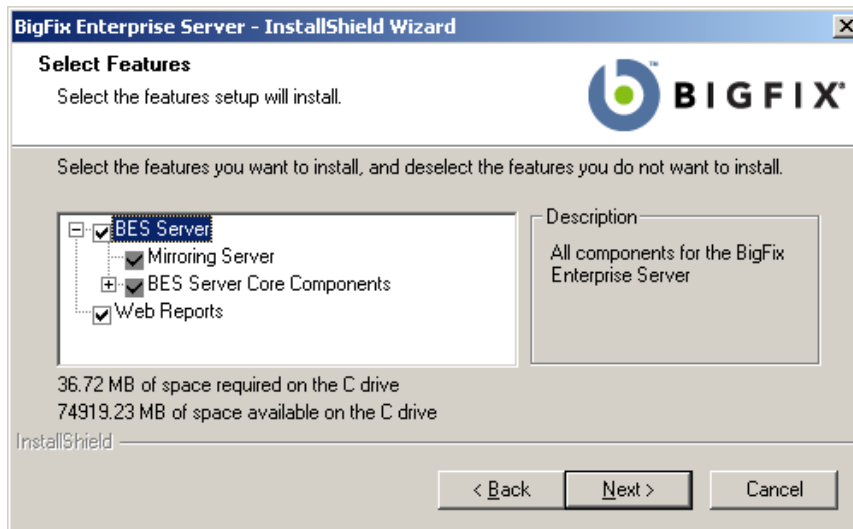 BigFix Enterprise Server - InstallShield Wizard
Select Features
Select the features setup will install.
BIGFIX®
Select the features you want to install, and deselect the features you do not want to install.
BES Server
Mirroring Server
BES Server Core Components
Web Reports
Description
All components for the BigFix
Enterprise Server
36.72 MB of space required on the C drive
74919.23 MB of space available on the C drive
InstallShield
< Back
Next >
Cancel